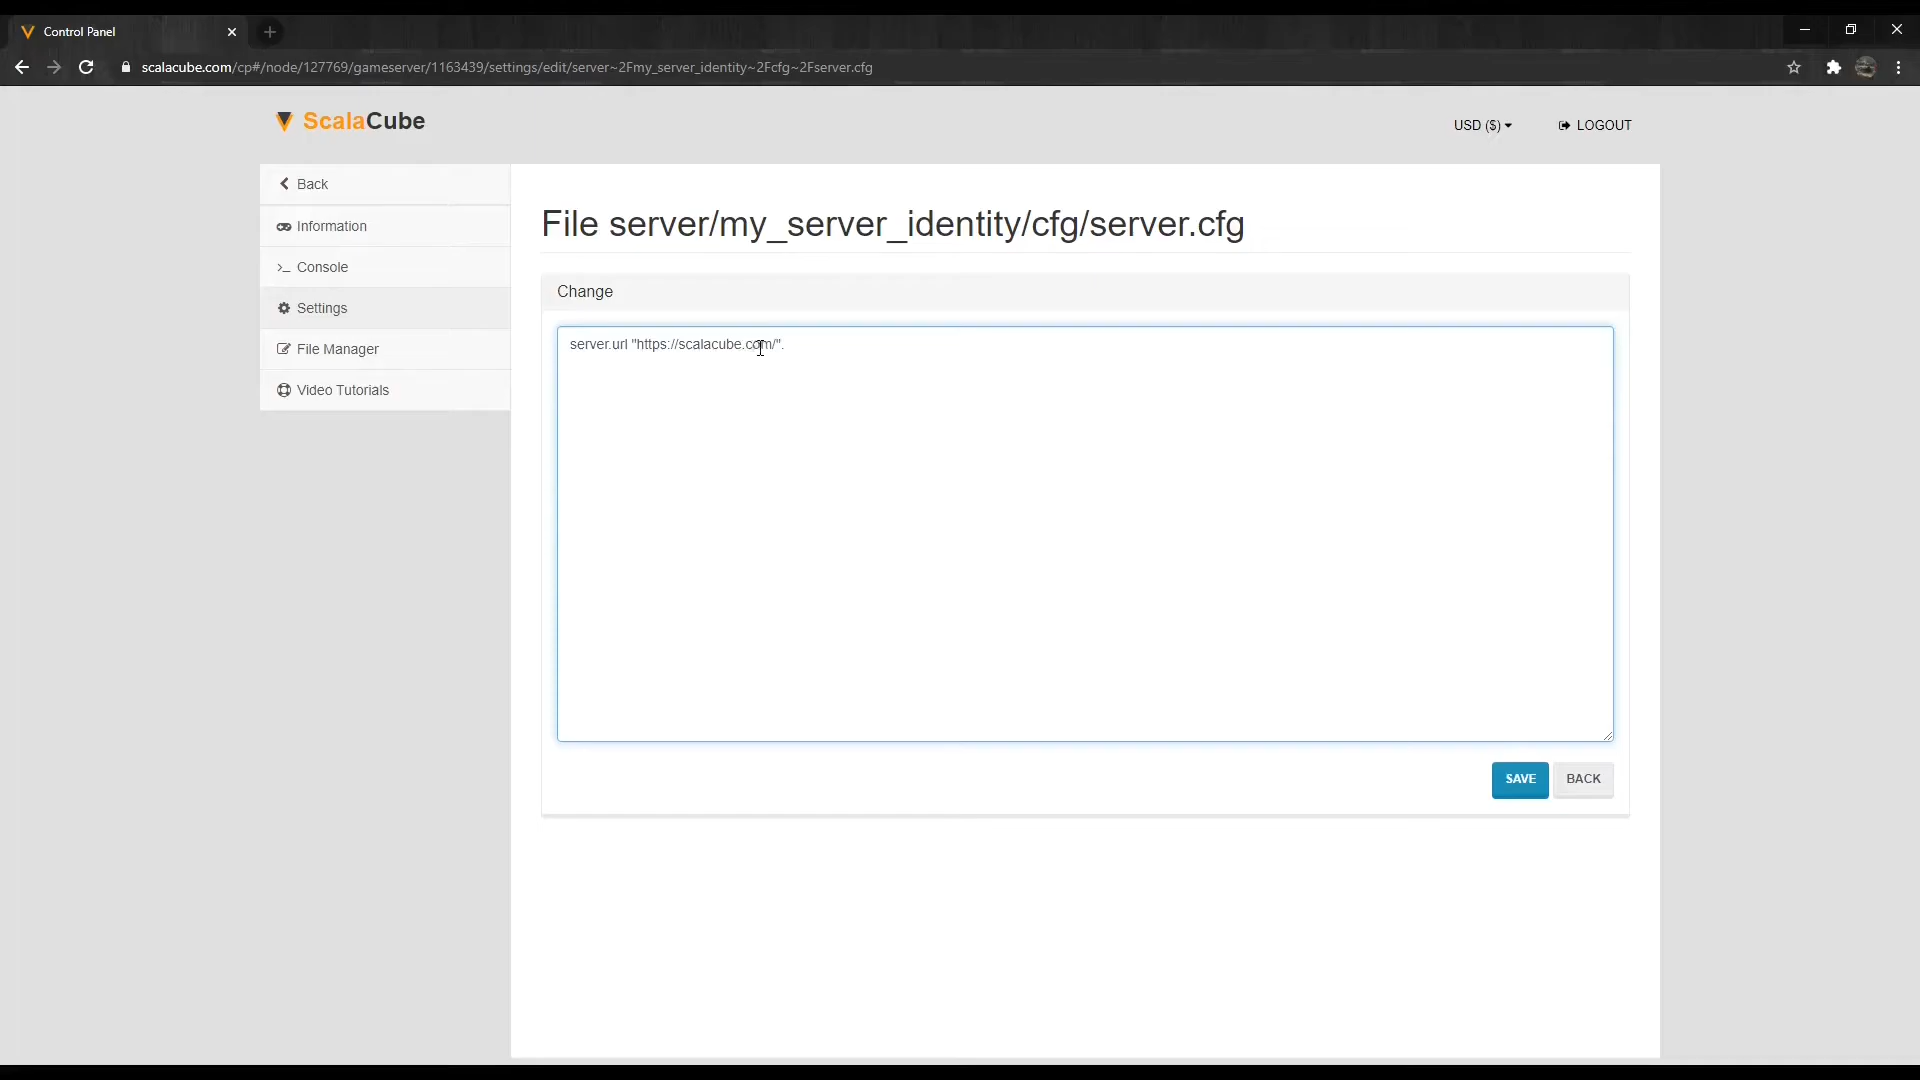 Control Panel
scalacube.com/cp#/node/127769/gameserver/1163439/settings/edit/server~2Fmy_server_identity~2Fcfg~2Fserver.cfg
ScalaCube
USD ($)
LOGOUT
Back
Information
Console
Settings
File Manager
Video Tutorials
File server/my_server_identity/cfg/server.cfg
Change
server.url "https://scalacube.com/".
SAVE
BACK